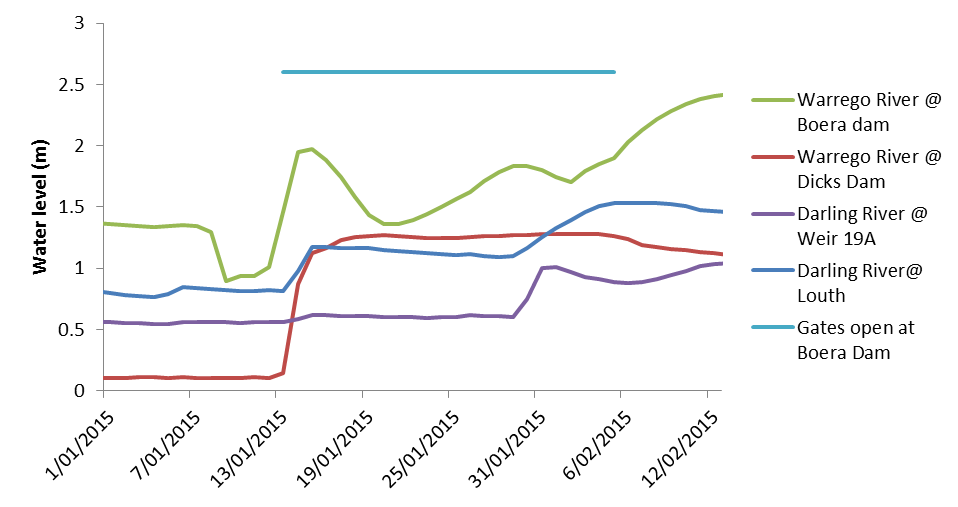 3
2.5
2
1.5
1
0.5
0
Water level (m)
1/01/2015
7/01/2015
13/01/2015
19/01/2015
25/01/2015
31/01/2015
6/02/2015
12/02/2015
Warrego River @
Boera dam
Warrego River @
Dicks Dam
Darling River @
Weir 19A
Darling River@
Louth
Gates open at
Boera Dam